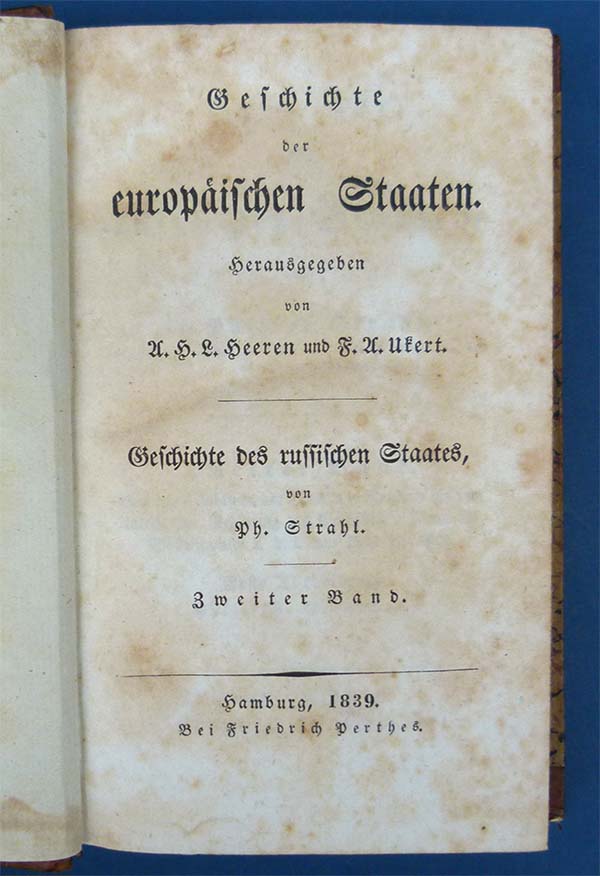 Geschichte
der
europäischen Staaten.
Herausgegeben
von
A. H. L. Heeren und F. A. Ukert.
Geschichte des russischen Staates,
von
Ph. Strahl.
Zweiter Band.
Hamburg, 1839.
Bei Friedrich Perthes.